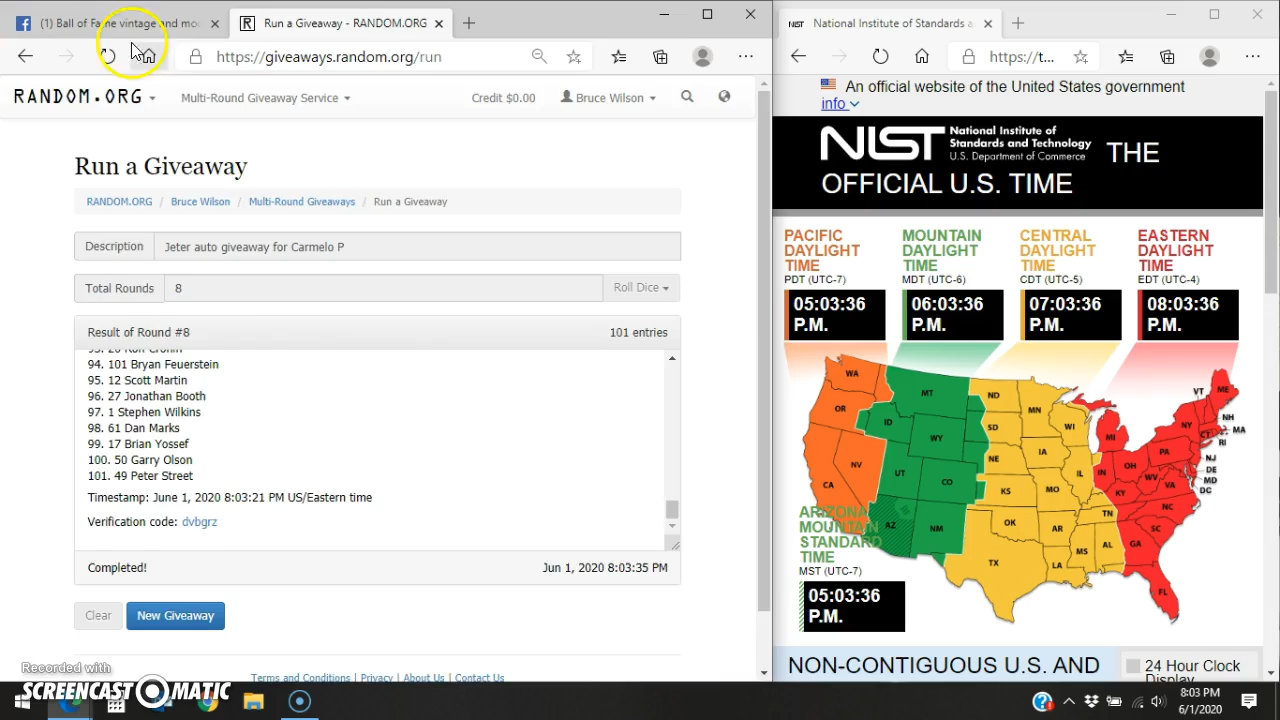 (1) Ball of Fame vintage and mo
Run a Giveaway - RANDOM.ORG
https://giveaways.random.org/run
RANDOM.ORG
Multi-Round Giveaway Service
Credit $0.00
Bruce Wilson
Run a Giveaway
RANDOM.ORG / Bruce Wilson / Multi-Round Giveaways / Run a Giveaway
Description
Jeter auto giveaway for Carmelo P
Total Rounds
8
Roll Dice
Result of Round #8
101 entries
94. 101 Bryan Feuerstein
95. 12 Scott Martin
96. 27 Jonathan Booth
97. 1 Stephen Wilkins
98. 61 Dan Marks
99. 17 Brian Yossef
100. 50 Garry Olson
101. 49 Peter Street
Timestamp: June 1, 2020 8:03:21 PM US/Eastern time
Verification code: dvbgrz
Completed!
Jun 1, 2020 8:03:35 PM
Clear
New Giveaway
Terms and Conditions | Privacy | About Us | Contact Us
Recorded with
SCREENCAST MATIC
NIST National Institute of Standards a
https://t...
An official website of the United States government
info
NIST
National Institute of
Standards and Technology
U.S. Department of Commerce
THE
OFFICIAL U.S. TIME
PACIFIC
DAYLIGHT
TIME
PDT (UTC-7)
05:03:36
P.M.
MOUNTAIN
DAYLIGHT
TIME
MDT (UTC-6)
06:03:36
P.M.
CENTRAL
DAYLIGHT
TIME
CDT (UTC-5)
07:03:36
P.M.
EASTERN
DAYLIGHT
TIME
EDT (UTC-4)
08:03:36
P.M.
WA
OR
NV
CA
MT
ID
WY
UT
CO
AZ
NM
ND
SD
NE
KS
OK
TX
MN
WI
IA
IL
MO
AR
LA
MS
AL
TN
MI
IN
OH
KY
WV
VA
PA
NY
NC
SC
GA
FL
VT
ME
NH
MA
CT
RI
NJ
DE
MD
DC
ARIZONA
MOUNTAIN
STANDARD
TIME
MST (UTC-7)
05:03:36
P.M.
NON-CONTIGUOUS U.S. AND
24 Hour Clock
Display
8:03 PM
6/1/2020